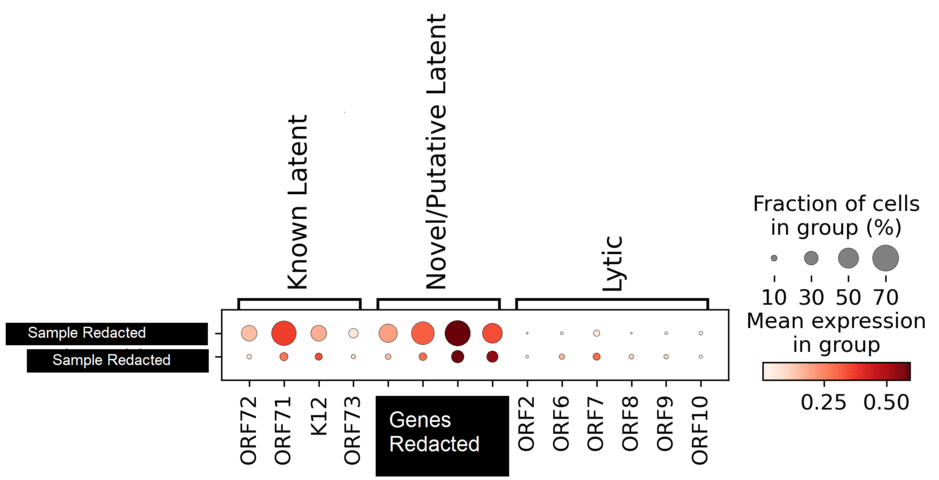 Known Latent
Novel/Putative Latent
Lytic
Fraction of cells
in group (%)
10 30 50 70
Mean expression
in group
0.25 0.50
Sample Redacted
Sample Redacted
ORF72
ORF71
K12
ORF73
Genes
Redacted
ORF2
ORF6
ORF7
ORF8
ORF9
ORF10